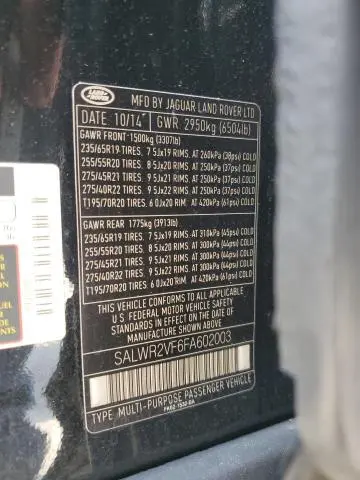 LAND ROVER
MFD BY JAGUAR LAND ROVER LTD
DATE: 10/14 GWR: 2950kg (6504lb)
GAWR FRONT 1500kg (3307lb)
235/65R19 TIRES, 7.5Jx19 RIMS, AT 260kPa (38psi) COLD
255/55R20 TIRES, 8.5Jx20 RIMS, AT 250kPa (37psi) COLD
275/45R21 TIRES, 9.5Jx21 RIMS, AT 250kPa (37psi) COLD
275/40R22 TIRES, 9.5Jx22 RIMS, AT 250kPa (37psi) COLD
T195/70R20 TIRES, 6.0Jx20 RIM, AT 420kPa (61psi) COLD
GAWR REAR 1775kg (3913lb)
235/65R19 TIRES, 7.5Jx19 RIMS, AT 310kPa (45psi) COLD
255/55R20 TIRES, 8.5Jx20 RIMS, AT 300kPa (44psi) COLD
275/45R21 TIRES, 9.5Jx21 RIMS, AT 300kPa (44psi) COLD
275/40R22 TIRES, 9.5Jx22 RIMS, AT 300kPa (44psi) COLD
T195/70R20 TIRES, 6.0Jx20 RIM, AT 420kPa (61psi) COLD
THIS VEHICLE CONFORMS TO ALL APPLICABLE
U.S. FEDERAL MOTOR VEHICLE SAFETY
AND THEFT PREVENTION STANDARDS IN EFFECT
ON THE DATE OF MANUFACTURE SHOWN ABOVE.
SALWR2VF6FA602003
TYPE: MULTI-PURPOSE PASSENGER VEHICLE